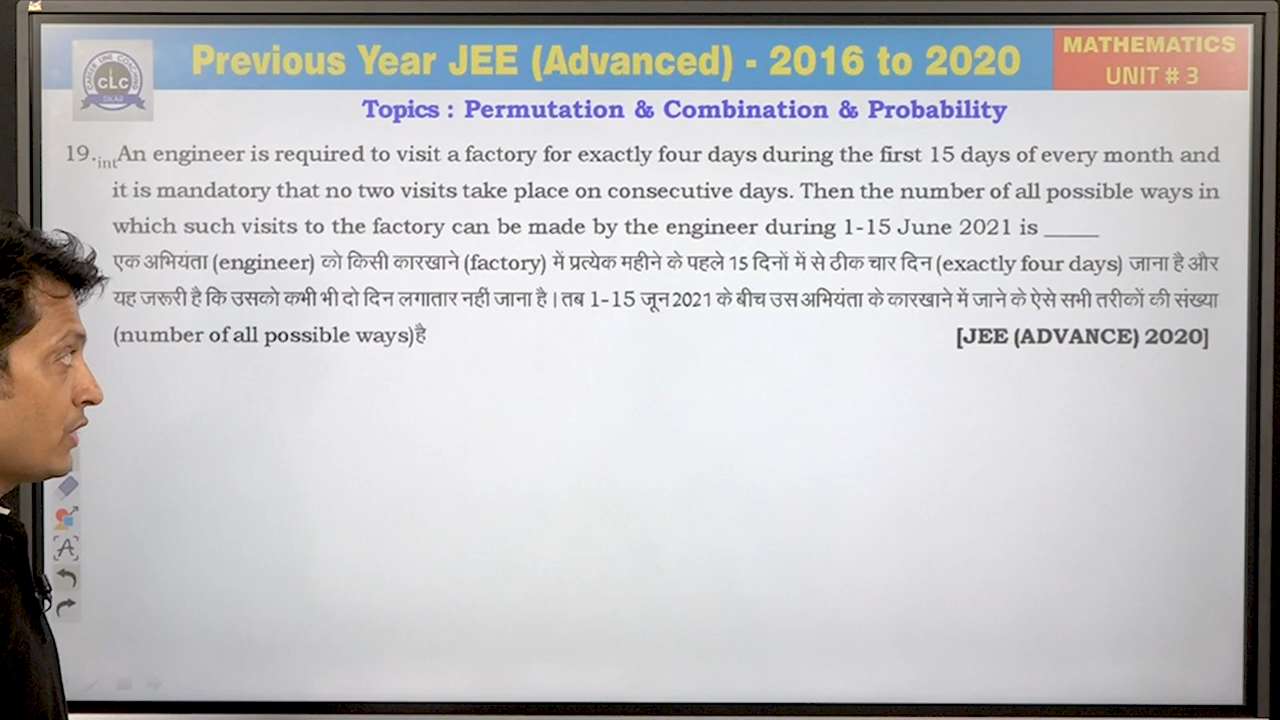 Previous Year JEE (Advanced) - 2016 to 2020
MATHEMATICS
UNIT # 3
CLC
SIKAR
Topics : Permutation & Combination & Probability
19.int An engineer is required to visit a factory for exactly four days during the first 15 days of every month and
it is mandatory that no two visits take place on consecutive days. Then the number of all possible ways in
which such visits to the factory can be made by the engineer during 1-15 June 2021 is _____
एक अभियंता (engineer) को किसी कारखाने (factory) में प्रत्येक महीने के पहले 15 दिनों में से ठीक चार दिन (exactly four days) जाना है और
यह जरूरी है कि उसको कभी भी दो दिन लगातार नहीं जाना है। तब 1-15 जून 2021 के बीच उस अभियंता के कारखाने में जाने के ऐसे सभी तरीकों की संख्या
(number of all possible ways) है
[JEE (ADVANCE) 2020]
A